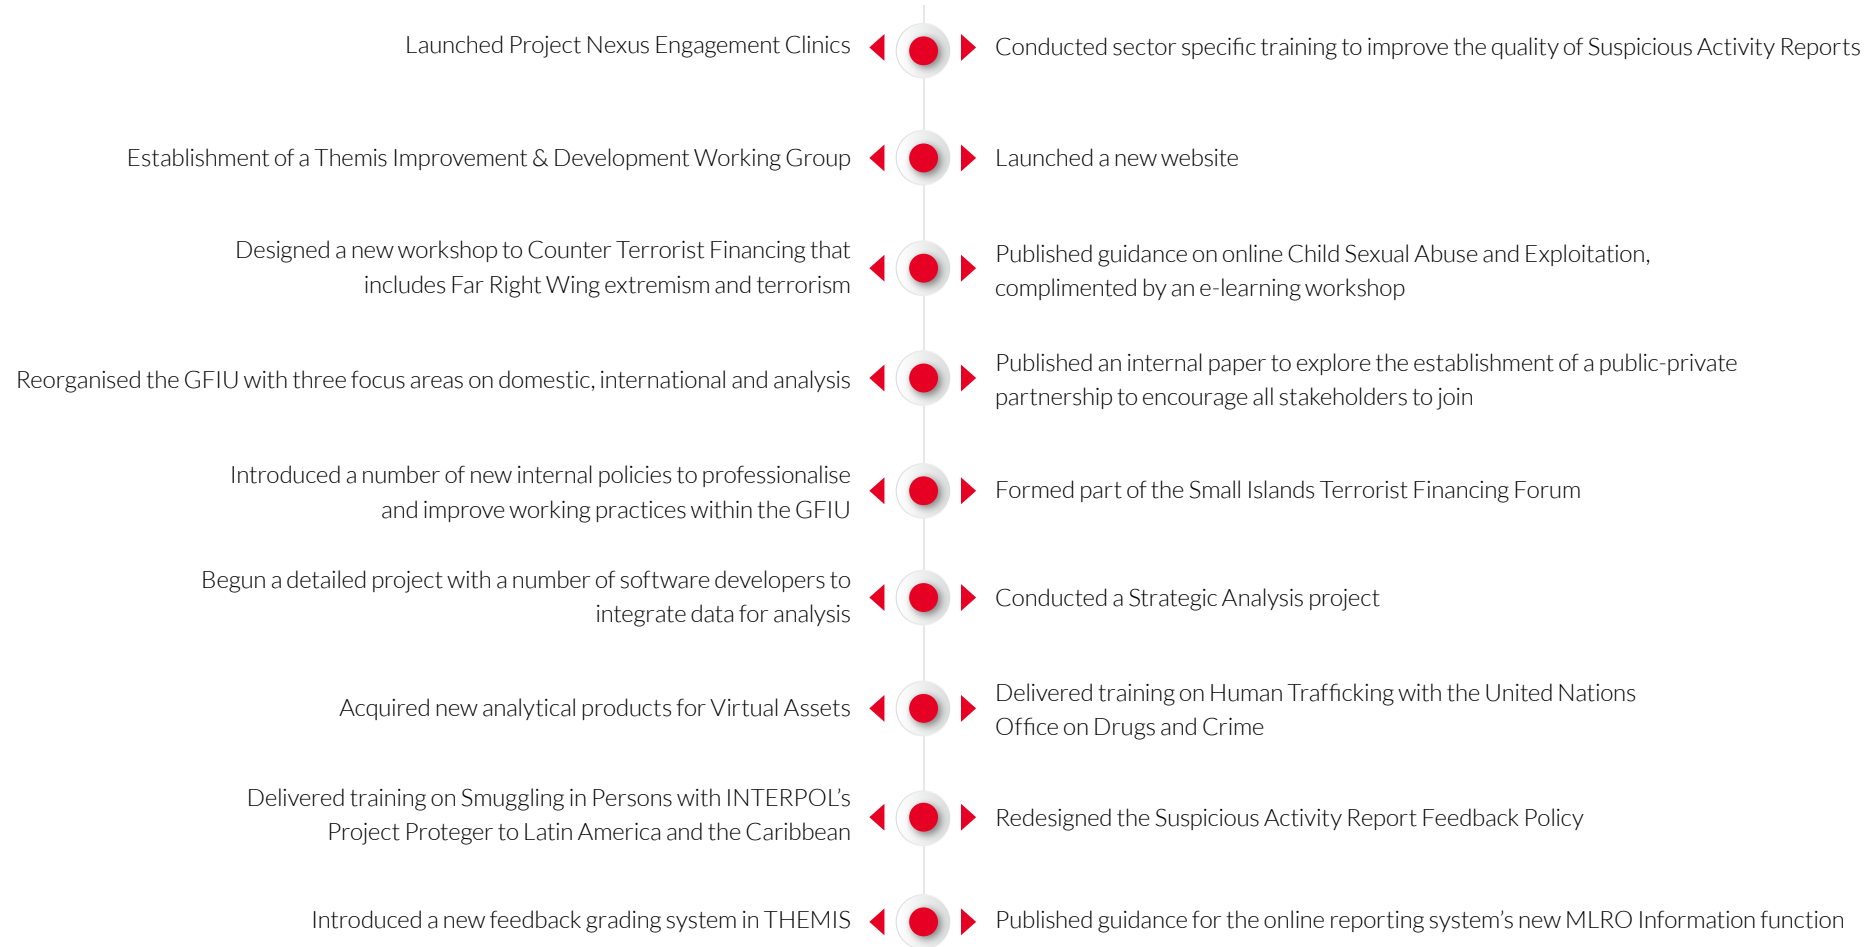 Launched Project Nexus Engagement Clinics
Conducted sector specific training to improve the quality of Suspicious Activity Reports
Establishment of a Themis Improvement & Development Working Group
Launched a new website
Designed a new workshop to Counter Terrorist Financing that
includes Far Right Wing extremism and terrorism
Published guidance on online Child Sexual Abuse and Exploitation,
complimented by an e-learning workshop
Reorganised the GFIU with three focus areas on domestic, international and analysis
Published an internal paper to explore the establishment of a public-private
partnership to encourage all stakeholders to join
Introduced a number of new internal policies to professionalise
and improve working practices within the GFIU
Formed part of the Small Islands Terrorist Financing Forum
Begun a detailed project with a number of software developers to
integrate data for analysis
Conducted a Strategic Analysis project
Acquired new analytical products for Virtual Assets
Delivered training on Human Trafficking with the United Nations
Office on Drugs and Crime
Delivered training on Smuggling in Persons with INTERPOL’s
Project Proteger to Latin America and the Caribbean
Redesigned the Suspicious Activity Report Feedback Policy
Introduced a new feedback grading system in THEMIS
Published guidance for the online reporting system’s new MLRO Information function